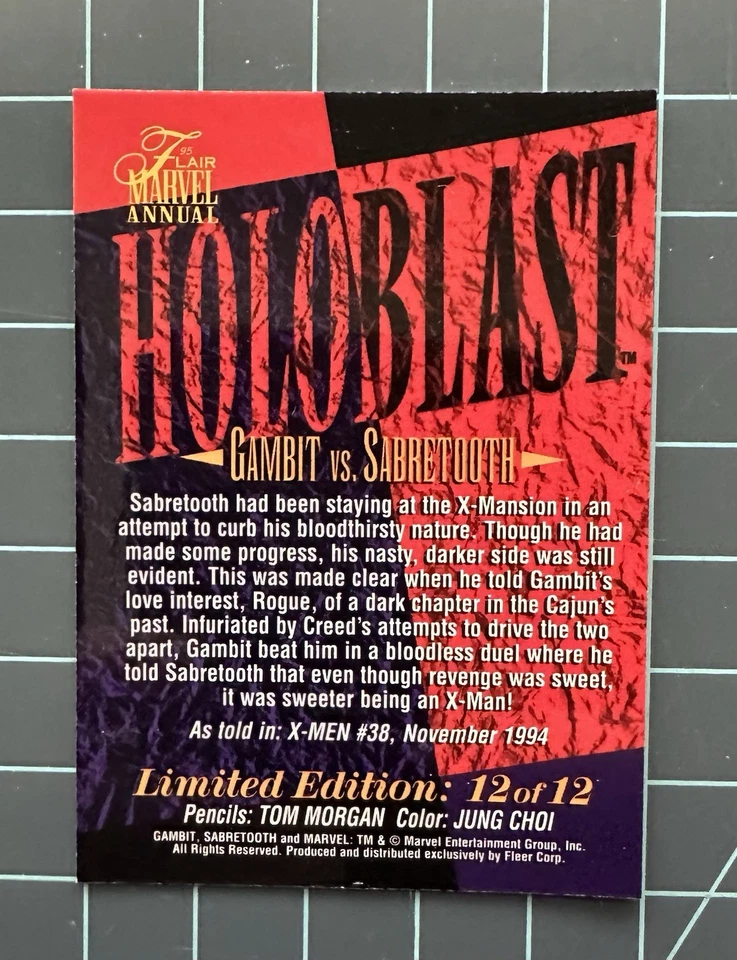 '95
FLAIR
MARVEL
ANNUAL
HOLOBLAST™
GAMBIT VS. SABRETOOTH
Sabretooth had been staying at the X-Mansion in an
attempt to curb his bloodthirsty nature. Though he had
made some progress, his nasty, darker side was still
evident. This was made clear when he told Gambit's
love interest, Rogue, of a dark chapter in the Cajun's
past. Infuriated by Creed's attempts to drive the two
apart, Gambit beat him in a bloodless duel where he
told Sabretooth that even though revenge was sweet,
it was sweeter being an X-Man!
As told in: X-MEN #38, November 1994
Limited Edition: 12 of 12
Pencils: TOM MORGAN Color: JUNG CHOI
GAMBIT, SABRETOOTH and MARVEL: TM & © Marvel Entertainment Group, Inc.
All Rights Reserved. Produced and distributed exclusively by Fleer Corp.